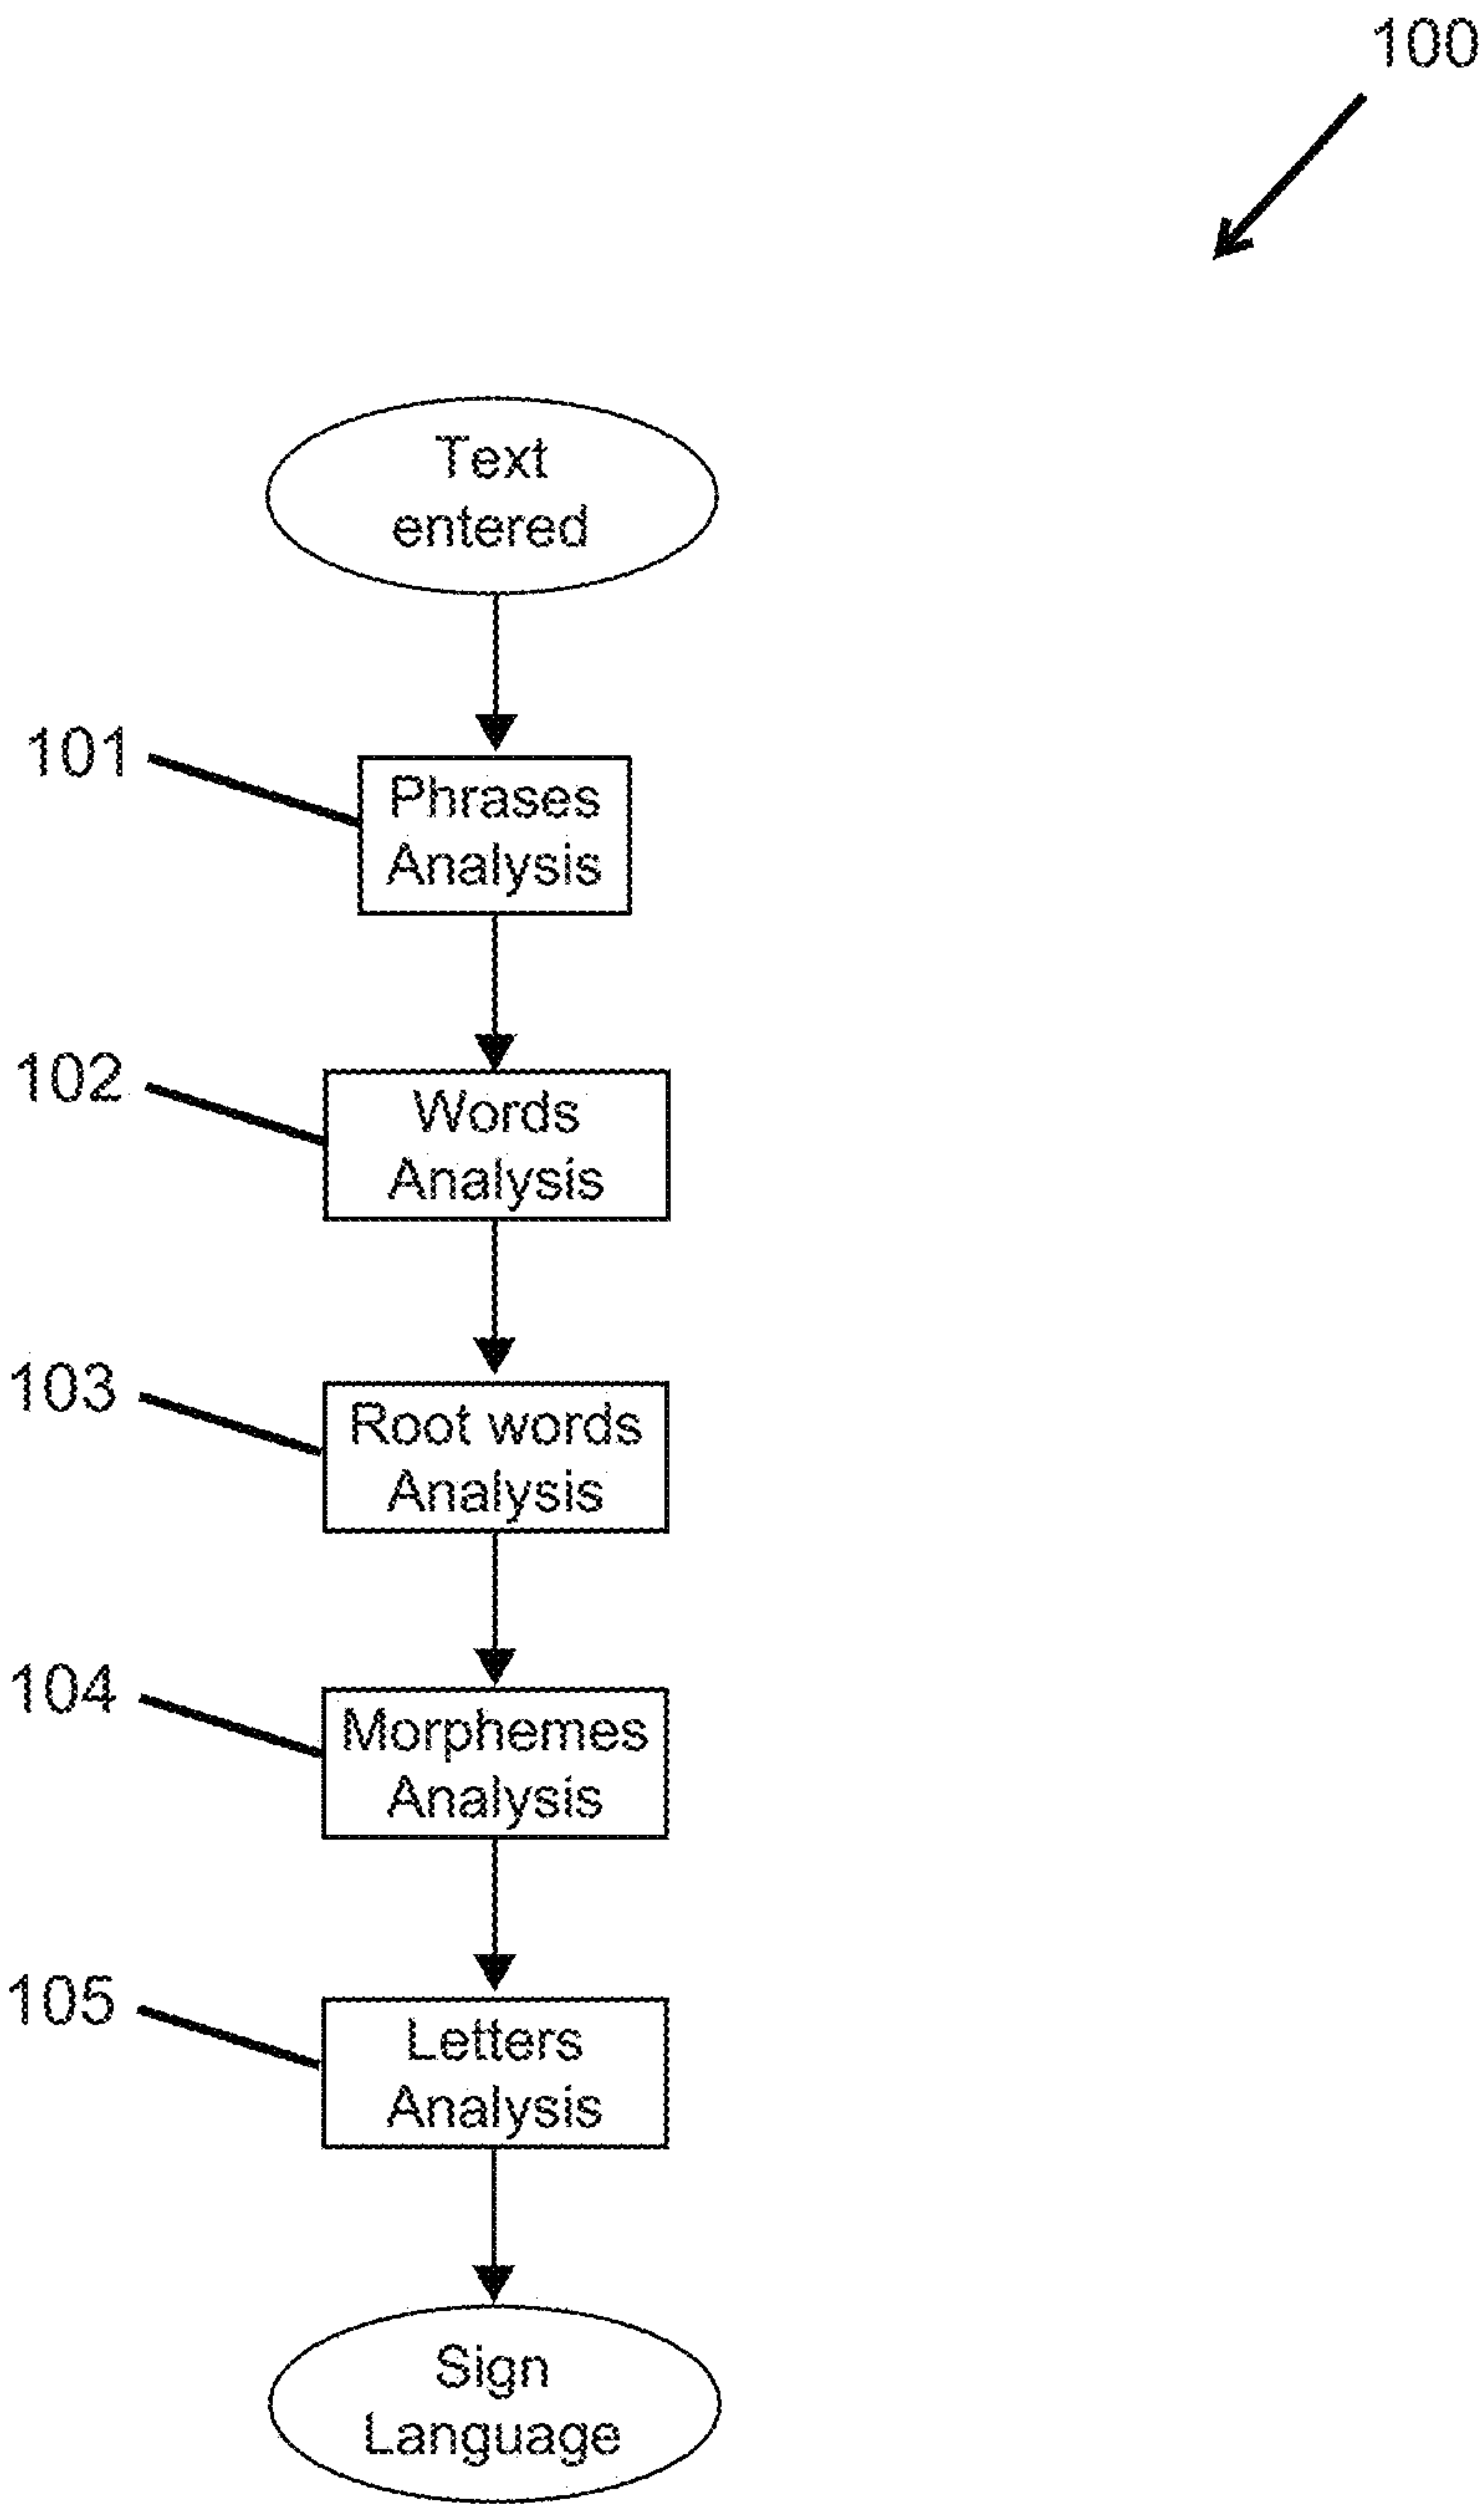 100
Text
entered
101
Phrases
Analysis
102
Words
Analysis
103
Root words
Analysis
104
Morphemes
Analysis
105
Letters
Analysis
Sign
Language